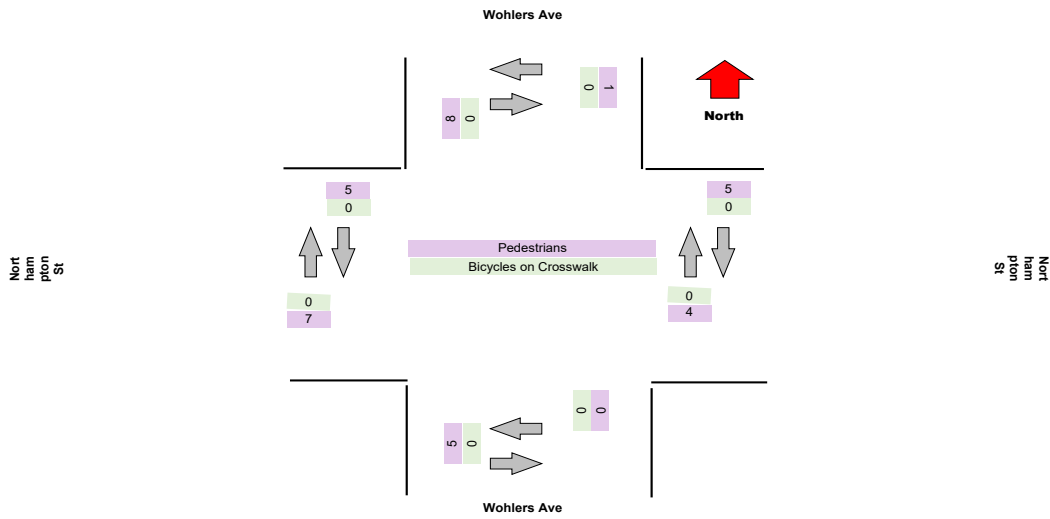 Wohlers Ave
0 1
8 0
North
5
0
5
0
Pedestrians
Bicycles on Crosswalk
Nort
ham
pton
St
Nort
ham
pton
St
0
7
0
4
0 0
5 0
Wohlers Ave